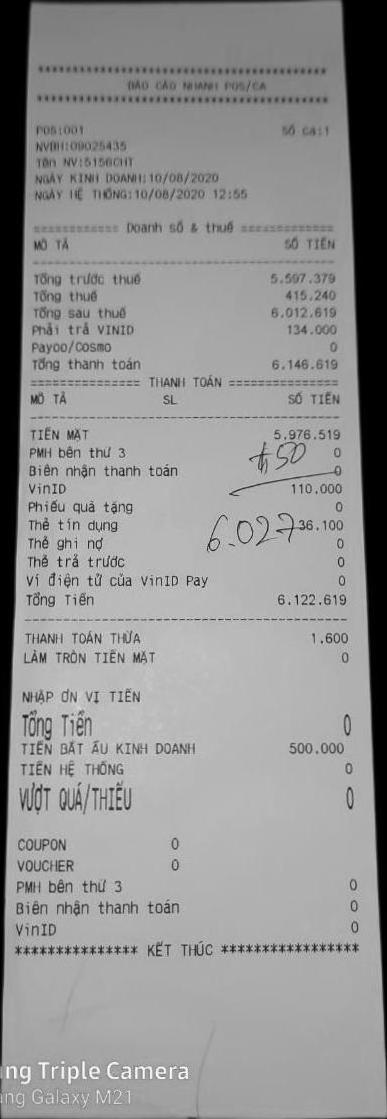 ***********************************
BÁO CÁO NHANH POS/CA
***********************************
POS:001 SỐ CA:1
NVBH:09025435
Tên NV:5156CHT
NGÀY KINH DOANH:10/08/2020
NGÀY HỆ THỐNG:10/08/2020 12:55
============ Doanh số & thuế =============
MÔ TẢ SỐ TIỀN
Tổng trước thuế 5.597.379
Tổng thuế 415.240
Tổng sau thuế 6.012.619
Phải trả VINID 134.000
Payoo/Cosmo 0
Tổng thanh toán 6.146.619
=============== THANH TOÁN ===============
MÔ TẢ SL SỐ TIỀN
TIỀN MẶT 5.976.519
PMH bên thứ 3 0
50
Biên nhận thanh toán 0
VinID 110.000
Phiếu quà tặng 0
Thẻ tín dụng 36.100
6.027
Thẻ ghi nợ 0
Thẻ trả trước 0
Ví điện tử của VinID Pay 0
Tổng Tiền 6.122.619
THANH TOÁN THỪA 1.600
LÀM TRÒN TIỀN MẶT 0
NHẬP ƠN VỊ TIỀN
Tổng Tiền 0
TIỀN BẮT ẦU KINH DOANH 500.000
TIỀN HỆ THỐNG 0
VƯỢT QUÁ/THIẾU 0
COUPON 0
VOUCHER 0
PMH bên thứ 3 0
Biên nhận thanh toán 0
VinID 0
*************** KẾT THÚC *****************
ng Triple Camera
ng Galaxy M21